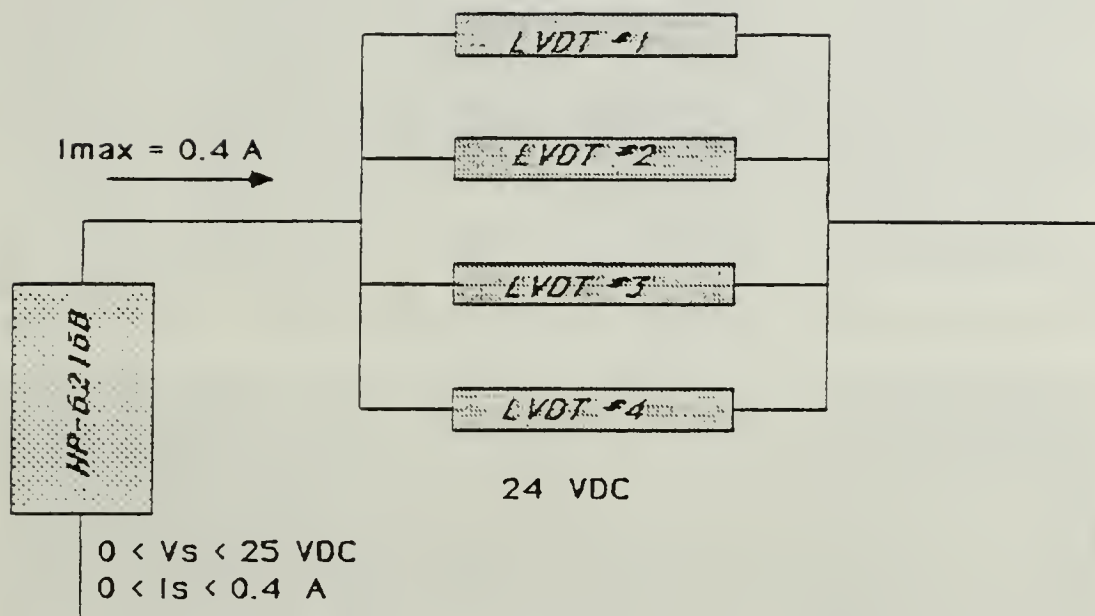 LVDT #1
Imax = 0.4 A
LVDT #2
LVDT #3
HP-6216B
LVDT #4
24 VDC
0 < Vs < 25 VDC
0 < Is < 0.4 A